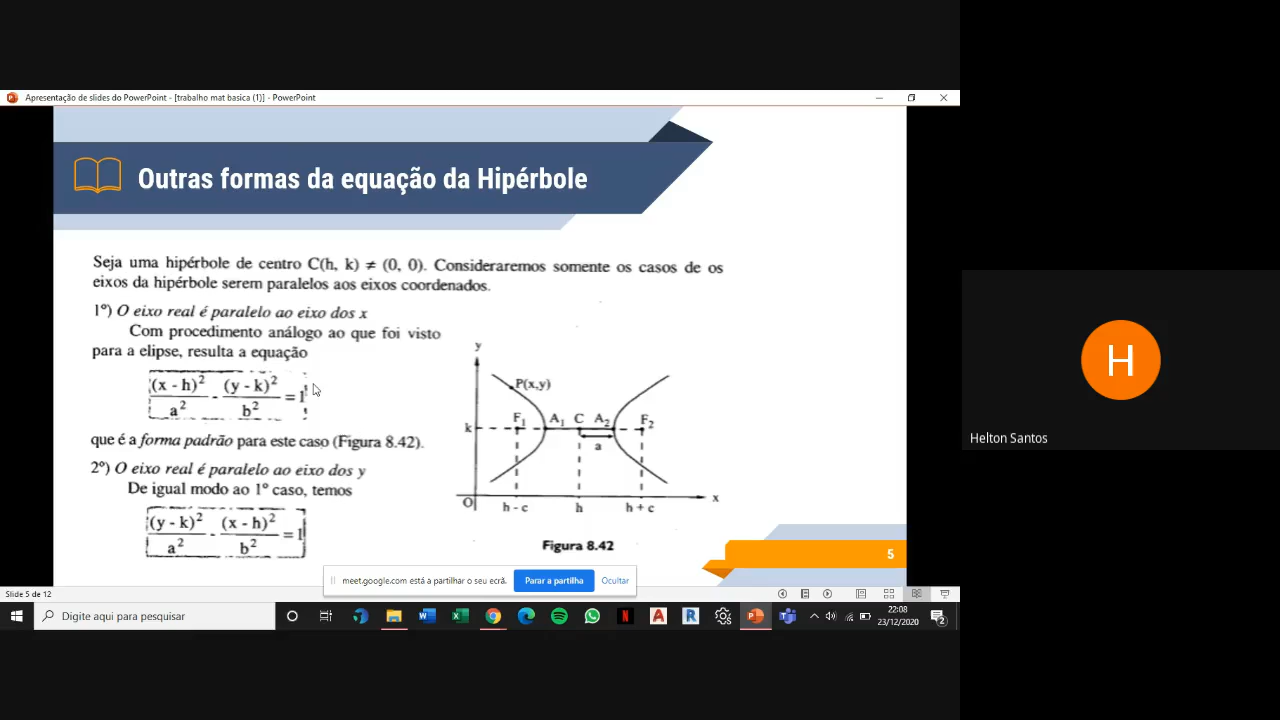 Apresentação de slides do PowerPoint - [trabalho mat basica (1)] - PowerPoint
Outras formas da equação da Hipérbole
Seja uma hipérbole de centro C(h, k) ≠ (0, 0). Consideraremos somente os casos de os
eixos da hipérbole serem paralelos aos eixos coordenados.
1º) O eixo real é paralelo ao eixo dos x
Com procedimento análogo ao que foi visto
para a elipse, resulta a equação
(x - h)² / a² - (y - k)² / b² = 1
que é a forma padrão para este caso (Figura 8.42).
2º) O eixo real é paralelo ao eixo dos y
De igual modo ao 1º caso, temos
(y - k)² / a² - (x - h)² / b² = 1
y
P(x,y)
F₁ A₁ C A₂ F₂
k
a
O
x
h - c h h + c
Figura 8.42
5
meet.google.com está a partilhar o seu ecrã.
Parar a partilha
Ocultar
Slide 5 de 12
Digite aqui para pesquisar
22:08
23/12/2020
2
H
Helton Santos